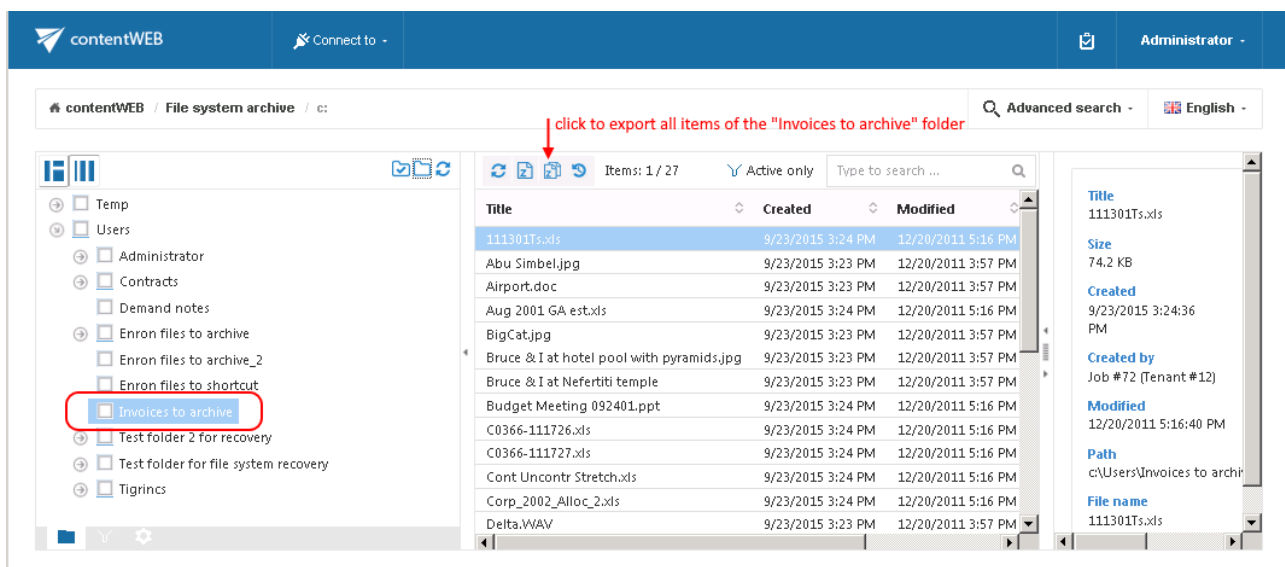 contentWEB
Connect to
Administrator
contentWEB / File system archive / c:
Advanced search
English
click to export all items of the "Invoices to archive" folder
Items: 1 / 27
Active only
Type to search ...
Temp
Users
Administrator
Contracts
Demand notes
Enron files to archive
Enron files to archive_2
Enron files to shortcut
Invoices to archive
Test folder 2 for recovery
Test folder for file system recovery
Tigrincs
Title Created Modified
111301Ts.xls 9/23/2015 3:24 PM 12/20/2011 5:16 PM
Abu Simbel.jpg 9/23/2015 3:23 PM 12/20/2011 3:57 PM
Airport.doc 9/23/2015 3:23 PM 12/20/2011 3:57 PM
Aug 2001 GA est.xls 9/23/2015 3:24 PM 12/20/2011 5:16 PM
BigCat.jpg 9/23/2015 3:23 PM 12/20/2011 3:57 PM
Bruce & I at hotel pool with pyramids.jpg 9/23/2015 3:23 PM 12/20/2011 3:57 PM
Bruce & I at Nefertiti temple 9/23/2015 3:23 PM 12/20/2011 3:57 PM
Budget Meeting 092401.ppt 9/23/2015 3:24 PM 12/20/2011 5:16 PM
C0366-111726.xls 9/23/2015 3:24 PM 12/20/2011 5:16 PM
C0366-111727.xls 9/23/2015 3:24 PM 12/20/2011 5:16 PM
Cont Uncontr Stretch.xls 9/23/2015 3:24 PM 12/20/2011 5:16 PM
Corp_2002_Alloc_2.xls 9/23/2015 3:24 PM 12/20/2011 5:16 PM
Delta.WAV 9/23/2015 3:23 PM 12/20/2011 3:57 PM
Title
111301Ts.xls
Size
74.2 KB
Created
9/23/2015 3:24:36
PM
Created by
Job #72 (Tenant #12)
Modified
12/20/2011 5:16:40 PM
Path
c:\Users\Invoices to archi
File name
111301Ts.xls